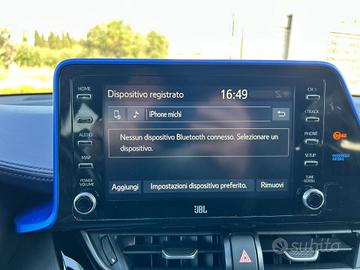 Dispositivo registrato 16:49
HOME
AUDIO
MAP
POWER
VOLUME
iPhone michi
Nessun dispositivo Bluetooth connesso. Selezionare un
dispositivo.
Aggiungi Impostazioni dispositivo preferito. Rimuovi
CH
TRACK
PHONE
SETUP
TUNE
SCROLL
JBL
subito